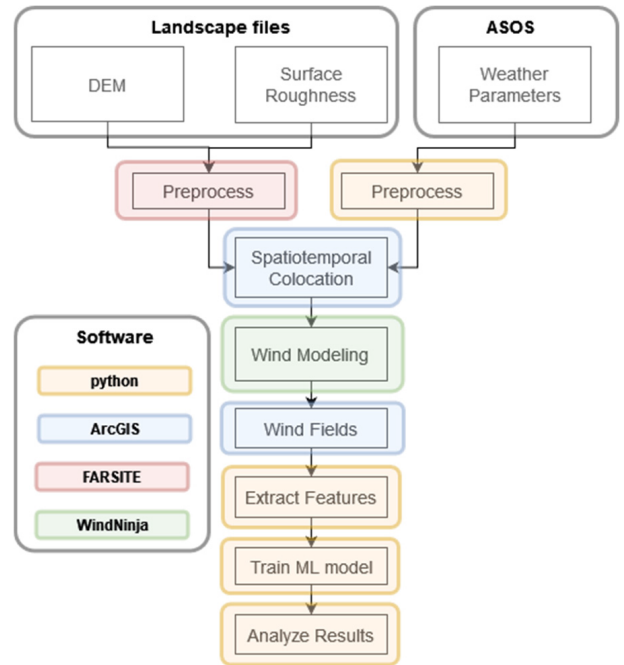 Landscape files
ASOS
DEM
Surface
Roughness
Weather
Parameters
Preprocess
Preprocess
Spatiotemporal
Colocation
Software
Wind Modeling
python
ArcGIS
Wind Fields
FARSITE
Extract Features
WindNinja
Train ML model
Analyze Results